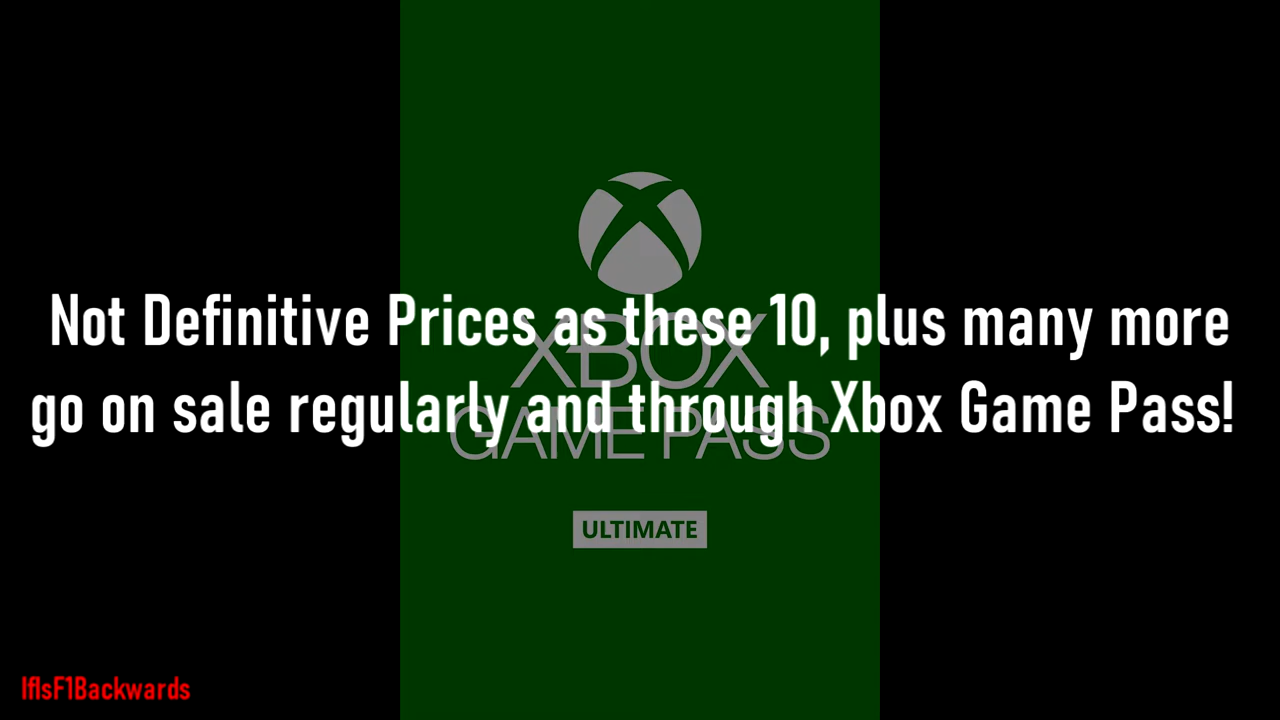 Not Definitive Prices as these 10, plus many more
go on sale regularly and through Xbox Game Pass!
XBOX
GAME PASS
ULTIMATE
IfIsF1Backwards